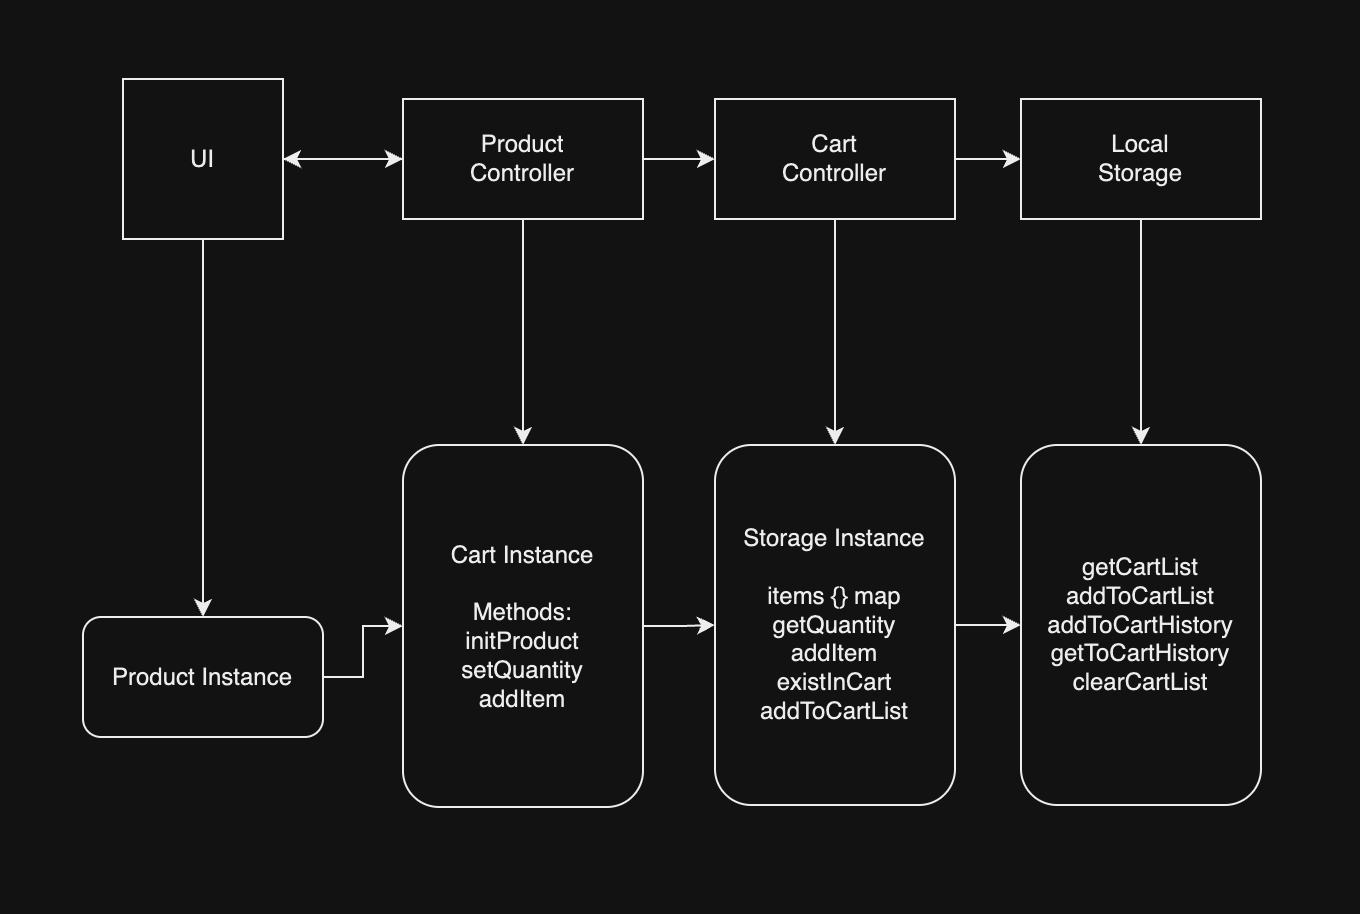 UI
Product
Controller
Cart
Controller
Local
Storage
Product Instance
Cart Instance
Methods:
initProduct
setQuantity
addItem
Storage Instance
items {} map
getQuantity
addItem
existInCart
addToCartList
getCartList
addToCartList
addToCartHistory
getToCartHistory
clearCartList